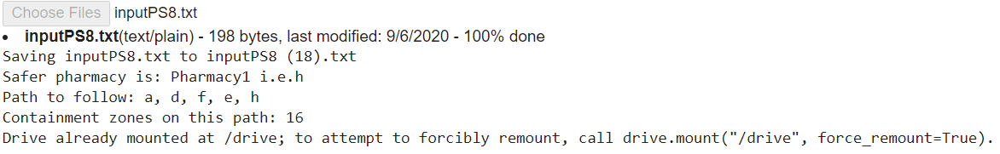 Choose Files inputPS8.txt
• inputPS8.txt(text/plain) - 198 bytes, last modified: 9/6/2020 - 100% done
Saving inputPS8.txt to inputPS8 (18).txt
Safer pharmacy is: Pharmacy1 i.e.h
Path to follow: a, d, f, e, h
Containment zones on this path: 16
Drive already mounted at /drive; to attempt to forcibly remount, call drive.mount("/drive", force_remount=True).